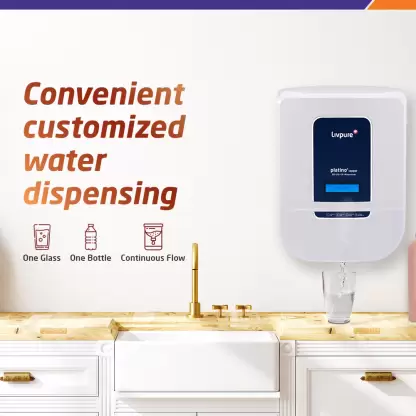 Convenient
customized
water
dispensing
One Glass
One Bottle
Continuous Flow
Livpure
platino+